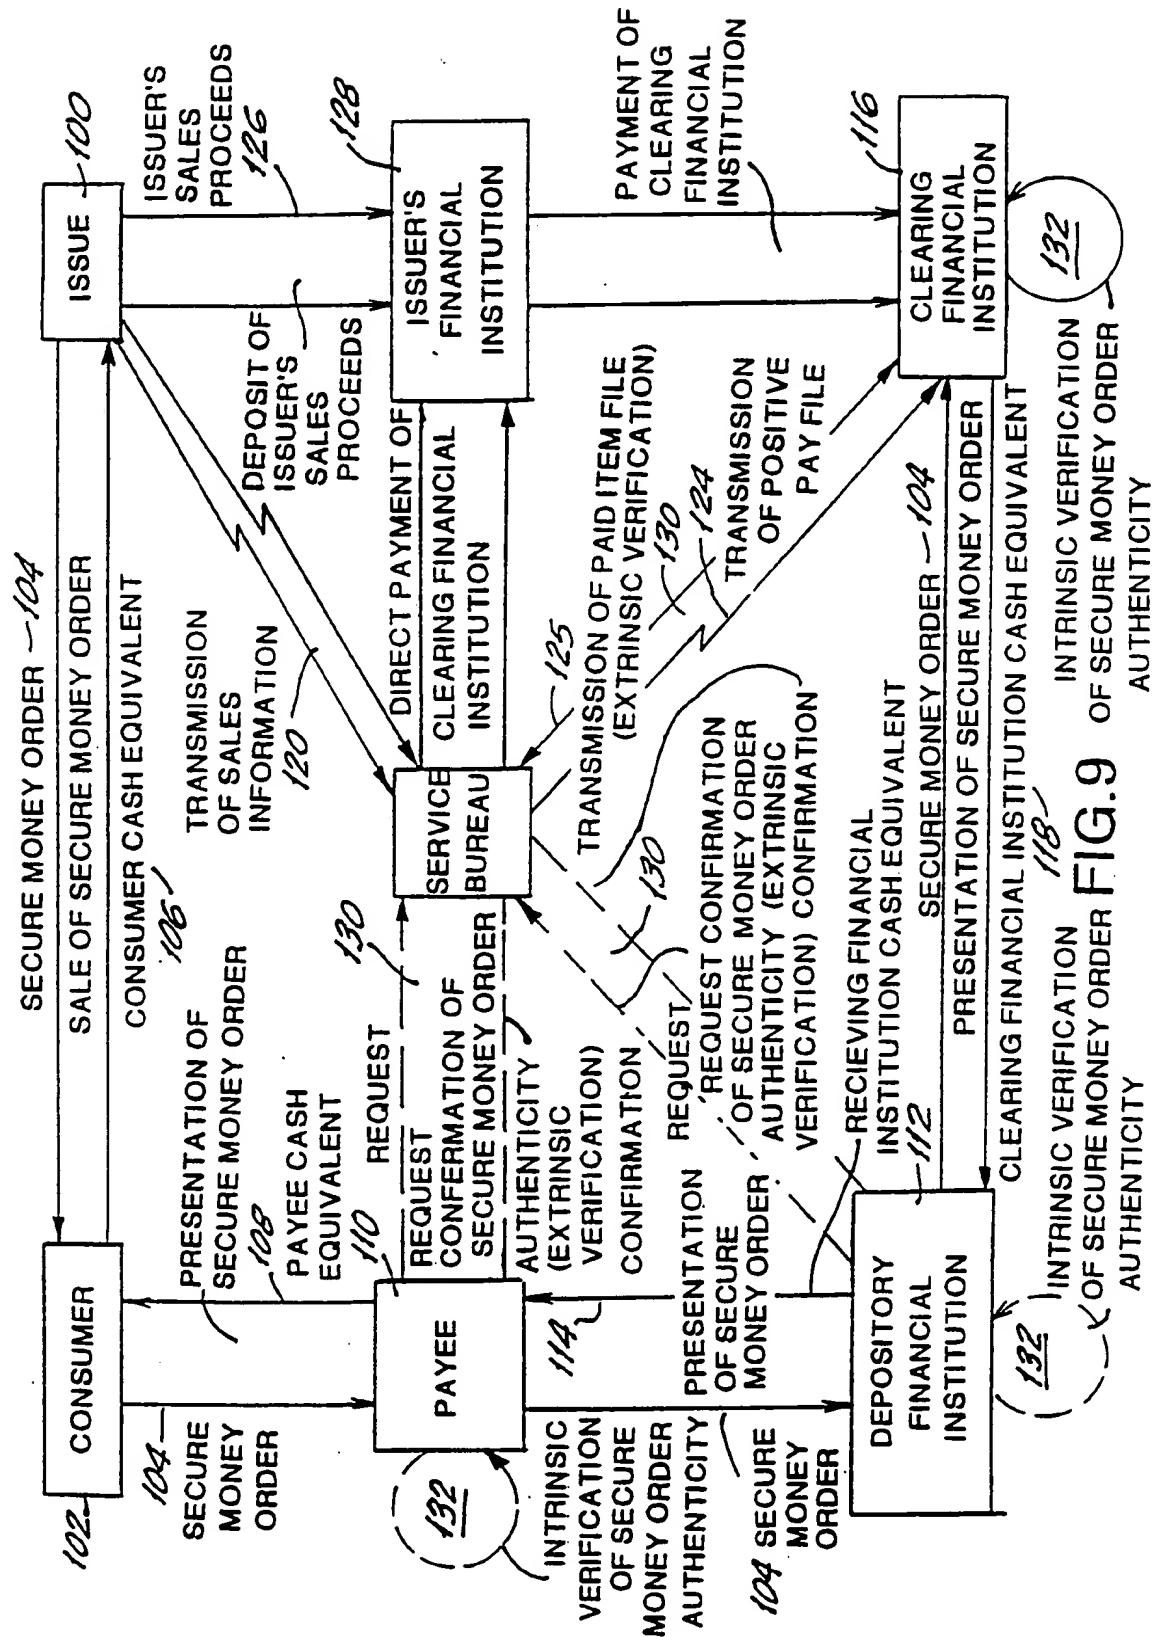 SECURE MONEY ORDER 104
SALE OF SECURE MONEY ORDER
CONSUMER CASH EQUIVALENT
106
CONSUMER
102
ISSUE
100
104
SECURE
MONEY
ORDER
PRESENTATION OF
SECURE MONEY ORDER
108
PAYEE CASH
EQUIVALENT
110
TRANSMISSION
OF SALES
INFORMATION
120
DEPOSIT OF
ISSUER'S
SALES
PROCEEDS
ISSUER'S
SALES
PROCEEDS
126
128
PAYEE
132
INTRINSIC
VERIFICATION
OF SECURE
MONEY ORDER
AUTHENTICITY
REQUEST
130
REQUEST
CONFERMATION OF
SECURE MONEY ORDER
AUTHENTICITY
(EXTRINSIC
VERIFICATION)
CONFIRMATION
SERVICE
BUREAU
DIRECT PAYMENT OF
CLEARING FINANCIAL
INSTITUTION
ISSUER'S
FINANCIAL
INSTITUTION
125
TRANSMISSION OF PAID ITEM FILE
(EXTRINSIC VERIFICATION)
130
124
TRANSMISSION
OF POSITIVE
PAY FILE
PAYMENT OF
CLEARING
FINANCIAL
INSTITUTION
116
104 SECURE
MONEY
ORDER
114
PRESENTATION
OF SECURE
MONEY ORDER
130
REQUEST
REQUEST CONFIRMATION
OF SECURE MONEY ORDER
AUTHENTICITY (EXTRINSIC
VERIFICATION) CONFIRMATION
RECIEVING FINANCIAL
INSTITUTION CASH EQUIVALENT
112
DEPOSITORY
FINANCIAL
INSTITUTION
SECURE MONEY ORDER 104
PRESENTATION OF SECURE MONEY ORDER
CLEARING FINANCIAL INSTITUTION CASH EQUIVALENT
118
CLEARING
FINANCIAL
INSTITUTION
132
INTRINSIC VERIFICATION
OF SECURE MONEY ORDER
AUTHENTICITY
132
INTRINSIC VERIFICATION
OF SECURE MONEY ORDER
AUTHENTICITY
FIG.9